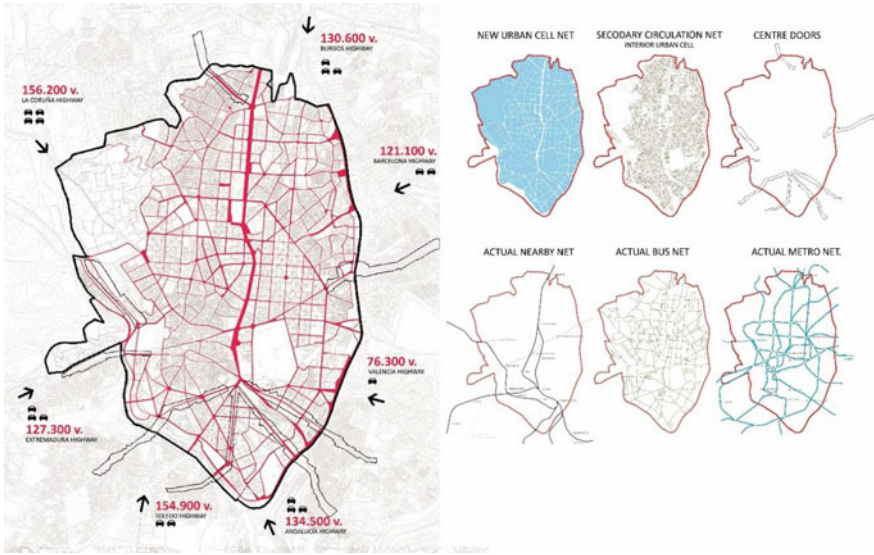 130.600 v.
BURGOS HIGHWAY
156.200 v.
LA CORUÑA HIGHWAY
121.100 v.
BARCELONA HIGHWAY
76.300 v.
VALENCIA HIGHWAY
127.300 v.
EXTREMADURA HIGHWAY
154.900 v.
TOLEDO HIGHWAY
134.500 v.
ANDALUCÍA HIGHWAY
NEW URBAN CELL NET
SECODARY CIRCULATION NET
INTERIOR URBAN CELL
CENTRE DOORS
ACTUAL NEARBY NET
ACTUAL BUS NET
ACTUAL METRO NET.